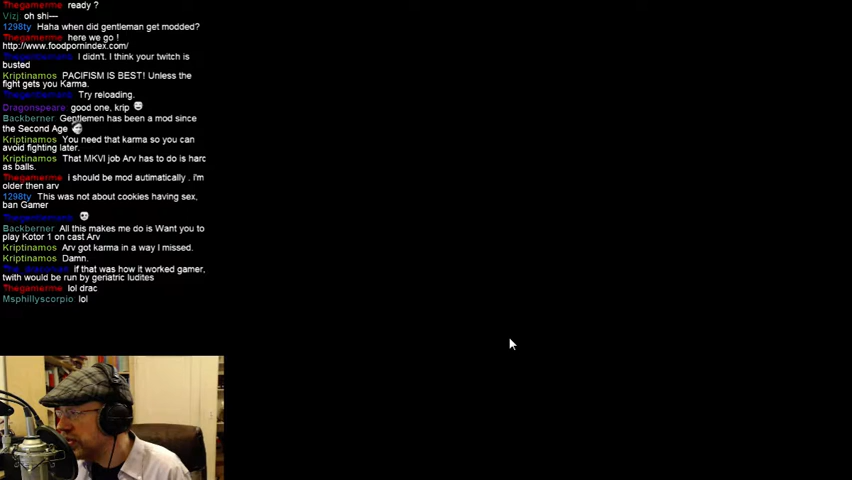 Thegamerme ready ?
Vizj oh shi—
1298ty Haha when did gentleman get modded?
Thegamerme here we go !
http://www.foodpornindex.com/
I didn't. I think your twitch is
busted
Kriptinamos PACIFISM IS BEST! Unless the
fight gets you Karma.
Try reloading.
Dragonspeare good one, krip
Backberner Gentlemen has been a mod since
the Second Age
Kriptinamos You need that karma so you can
avoid fighting later.
Kriptinamos That MKVI job Arv has to do is hard
as balls.
Thegamerme i should be mod autimatically . i'm
older then arv
1298ty This was not about cookies having sex,
ban Gamer
Backberner All this makes me do is Want you to
play Kotor 1 on cast Arv
Kriptinamos Arv got karma in a way I missed.
Kriptinamos Damn.
if that was how it worked gamer,
twith would be run by geriatric ludites
Thegamerme lol drac
Msphillyscorpio lol